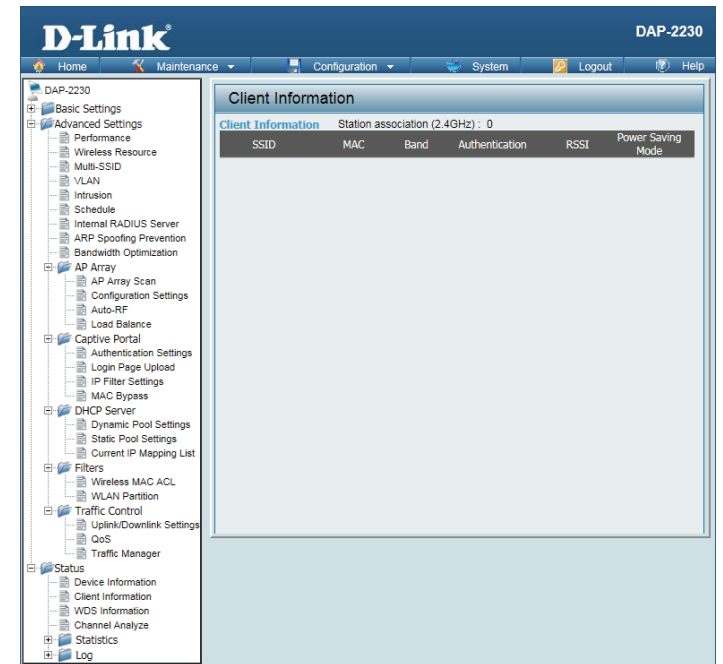 D-Link®
DAP-2230
Home Maintenance Configuration System Logout Help
DAP-2230
Basic Settings
Advanced Settings
Performance
Wireless Resource
Multi-SSID
VLAN
Intrusion
Schedule
Internal RADIUS Server
ARP Spoofing Prevention
Bandwidth Optimization
AP Array
AP Array Scan
Configuration Settings
Auto-RF
Load Balance
Captive Portal
Authentication Settings
Login Page Upload
IP Filter Settings
MAC Bypass
DHCP Server
Dynamic Pool Settings
Static Pool Settings
Current IP Mapping List
Filters
Wireless MAC ACL
WLAN Partition
Traffic Control
Uplink/Downlink Settings
QoS
Traffic Manager
Status
Device Information
Client Information
WDS Information
Channel Analyze
Statistics
Log
Client Information
Client Information Station association (2.4GHz) : 0
SSID MAC Band Authentication RSSI Power Saving Mode